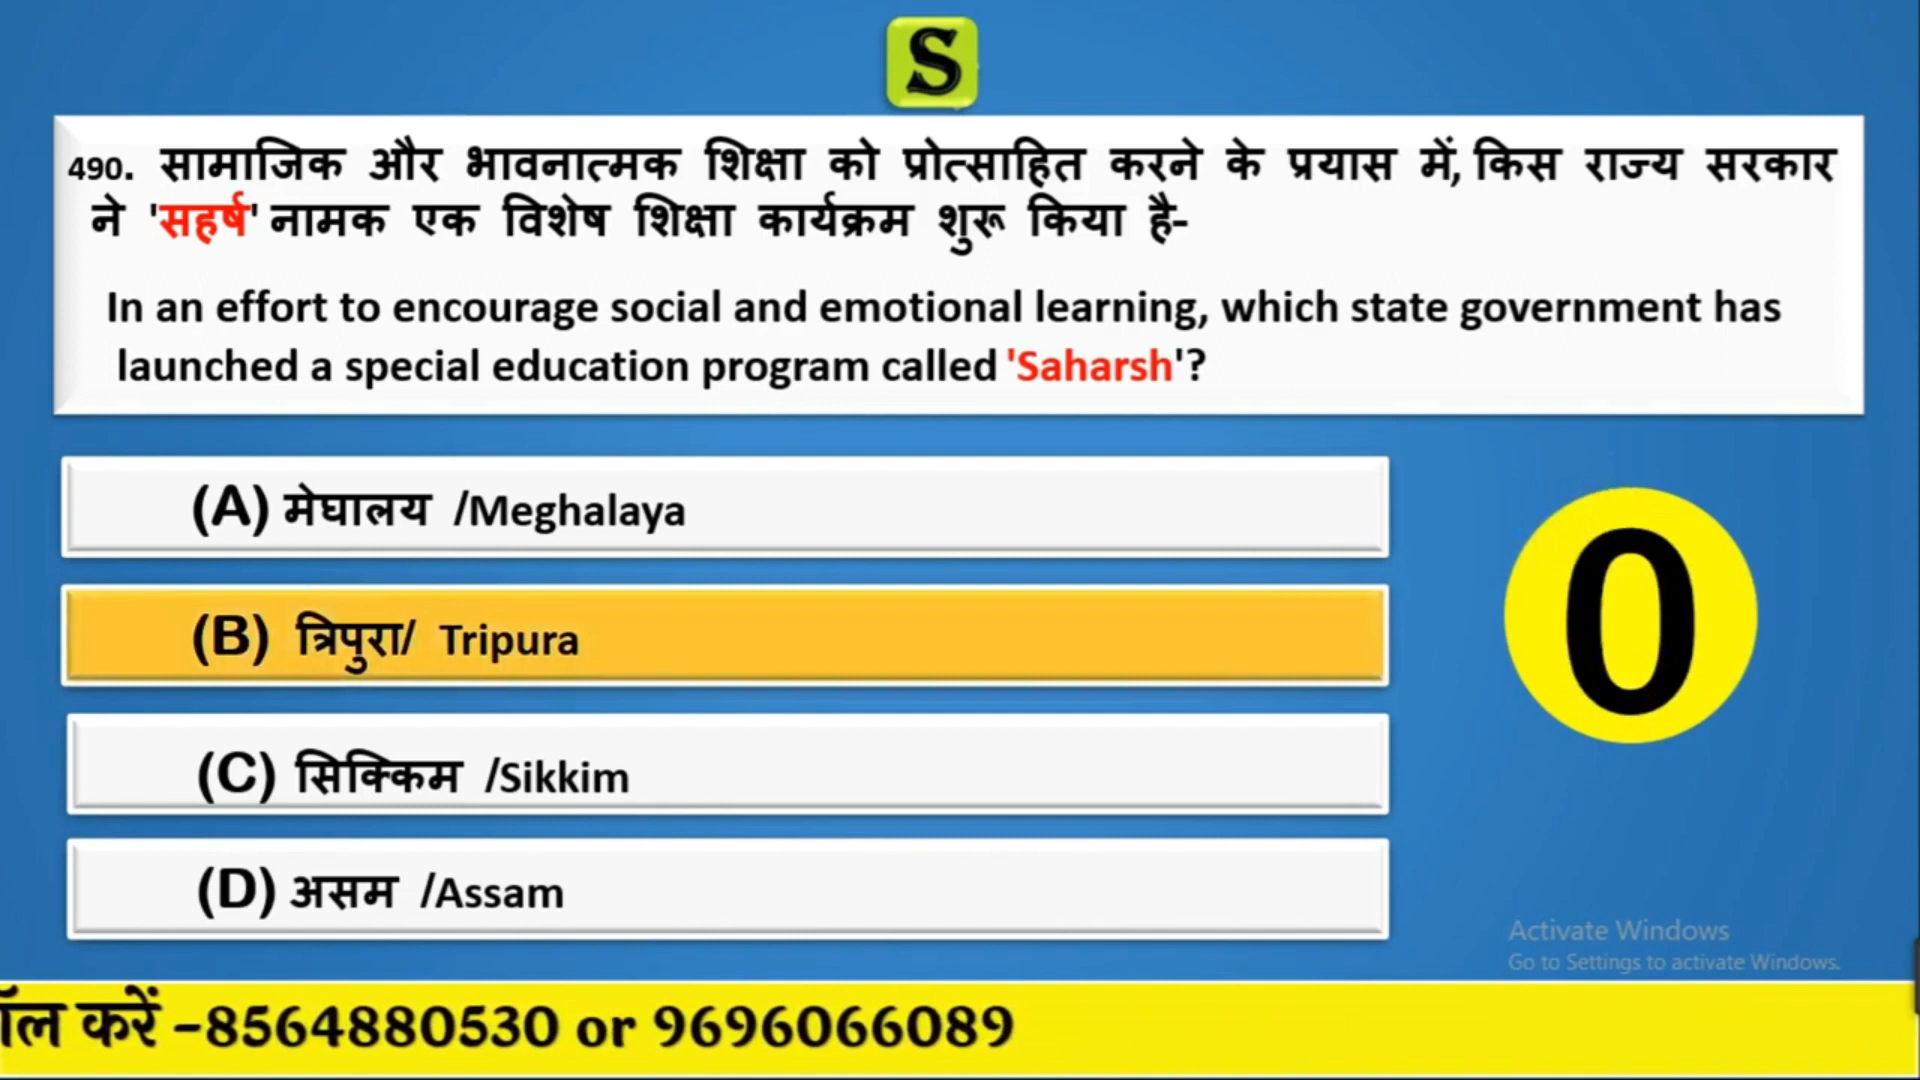 S
490. सामाजिक और भावनात्मक शिक्षा को प्रोत्साहित करने के प्रयास में, किस राज्य सरकार
ने 'सहर्ष' नामक एक विशेष शिक्षा कार्यक्रम शुरू किया है-
In an effort to encourage social and emotional learning, which state government has
launched a special education program called 'Saharsh'?
(A) मेघालय /Meghalaya
(B) त्रिपुरा/ Tripura
(C) सिक्किम /Sikkim
(D) असम /Assam
0
Activate Windows
Go to Settings to activate Windows.
करें -8564880530 or 9696066089